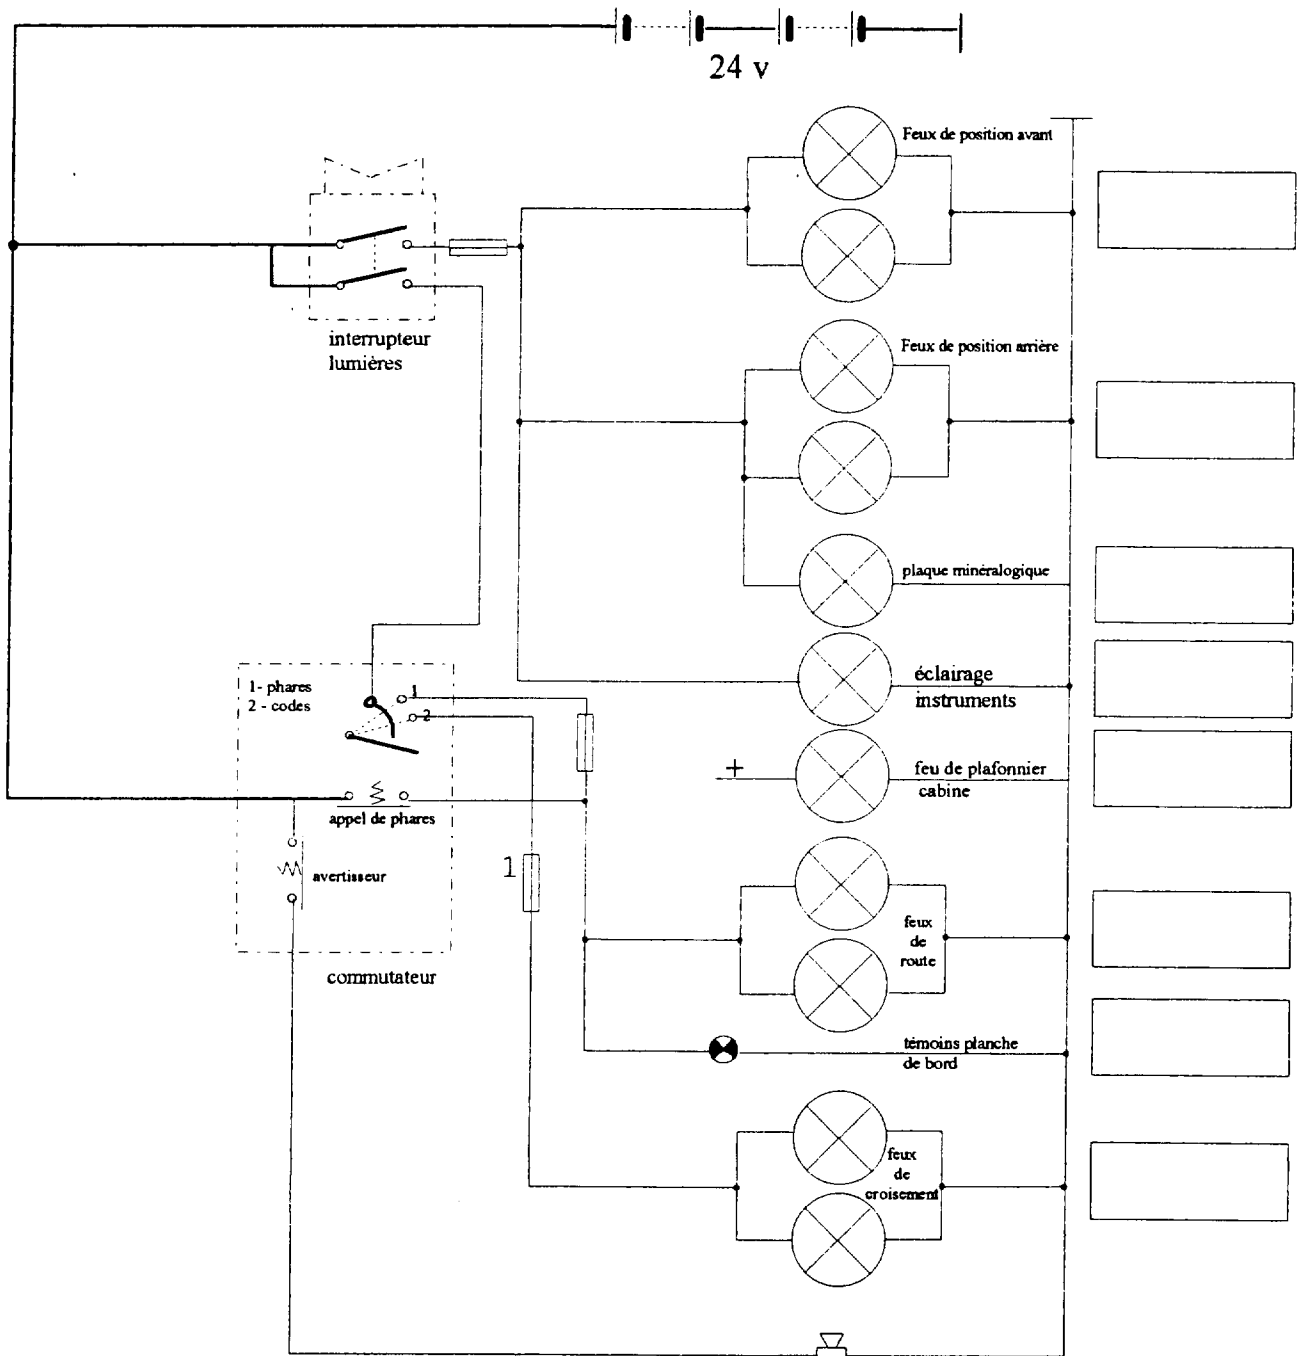 24 v
Feux de position avant
interrupteur
lumières
Feux de position arrière
plaque minéralogique
1- phares
2 - codes
1
2
éclairage
instruments
+
feu de plafonnier
cabine
appel de phares
1
avertisseur
feux
de
route
commutateur
témoins planche
de bord
feux
de
croisement